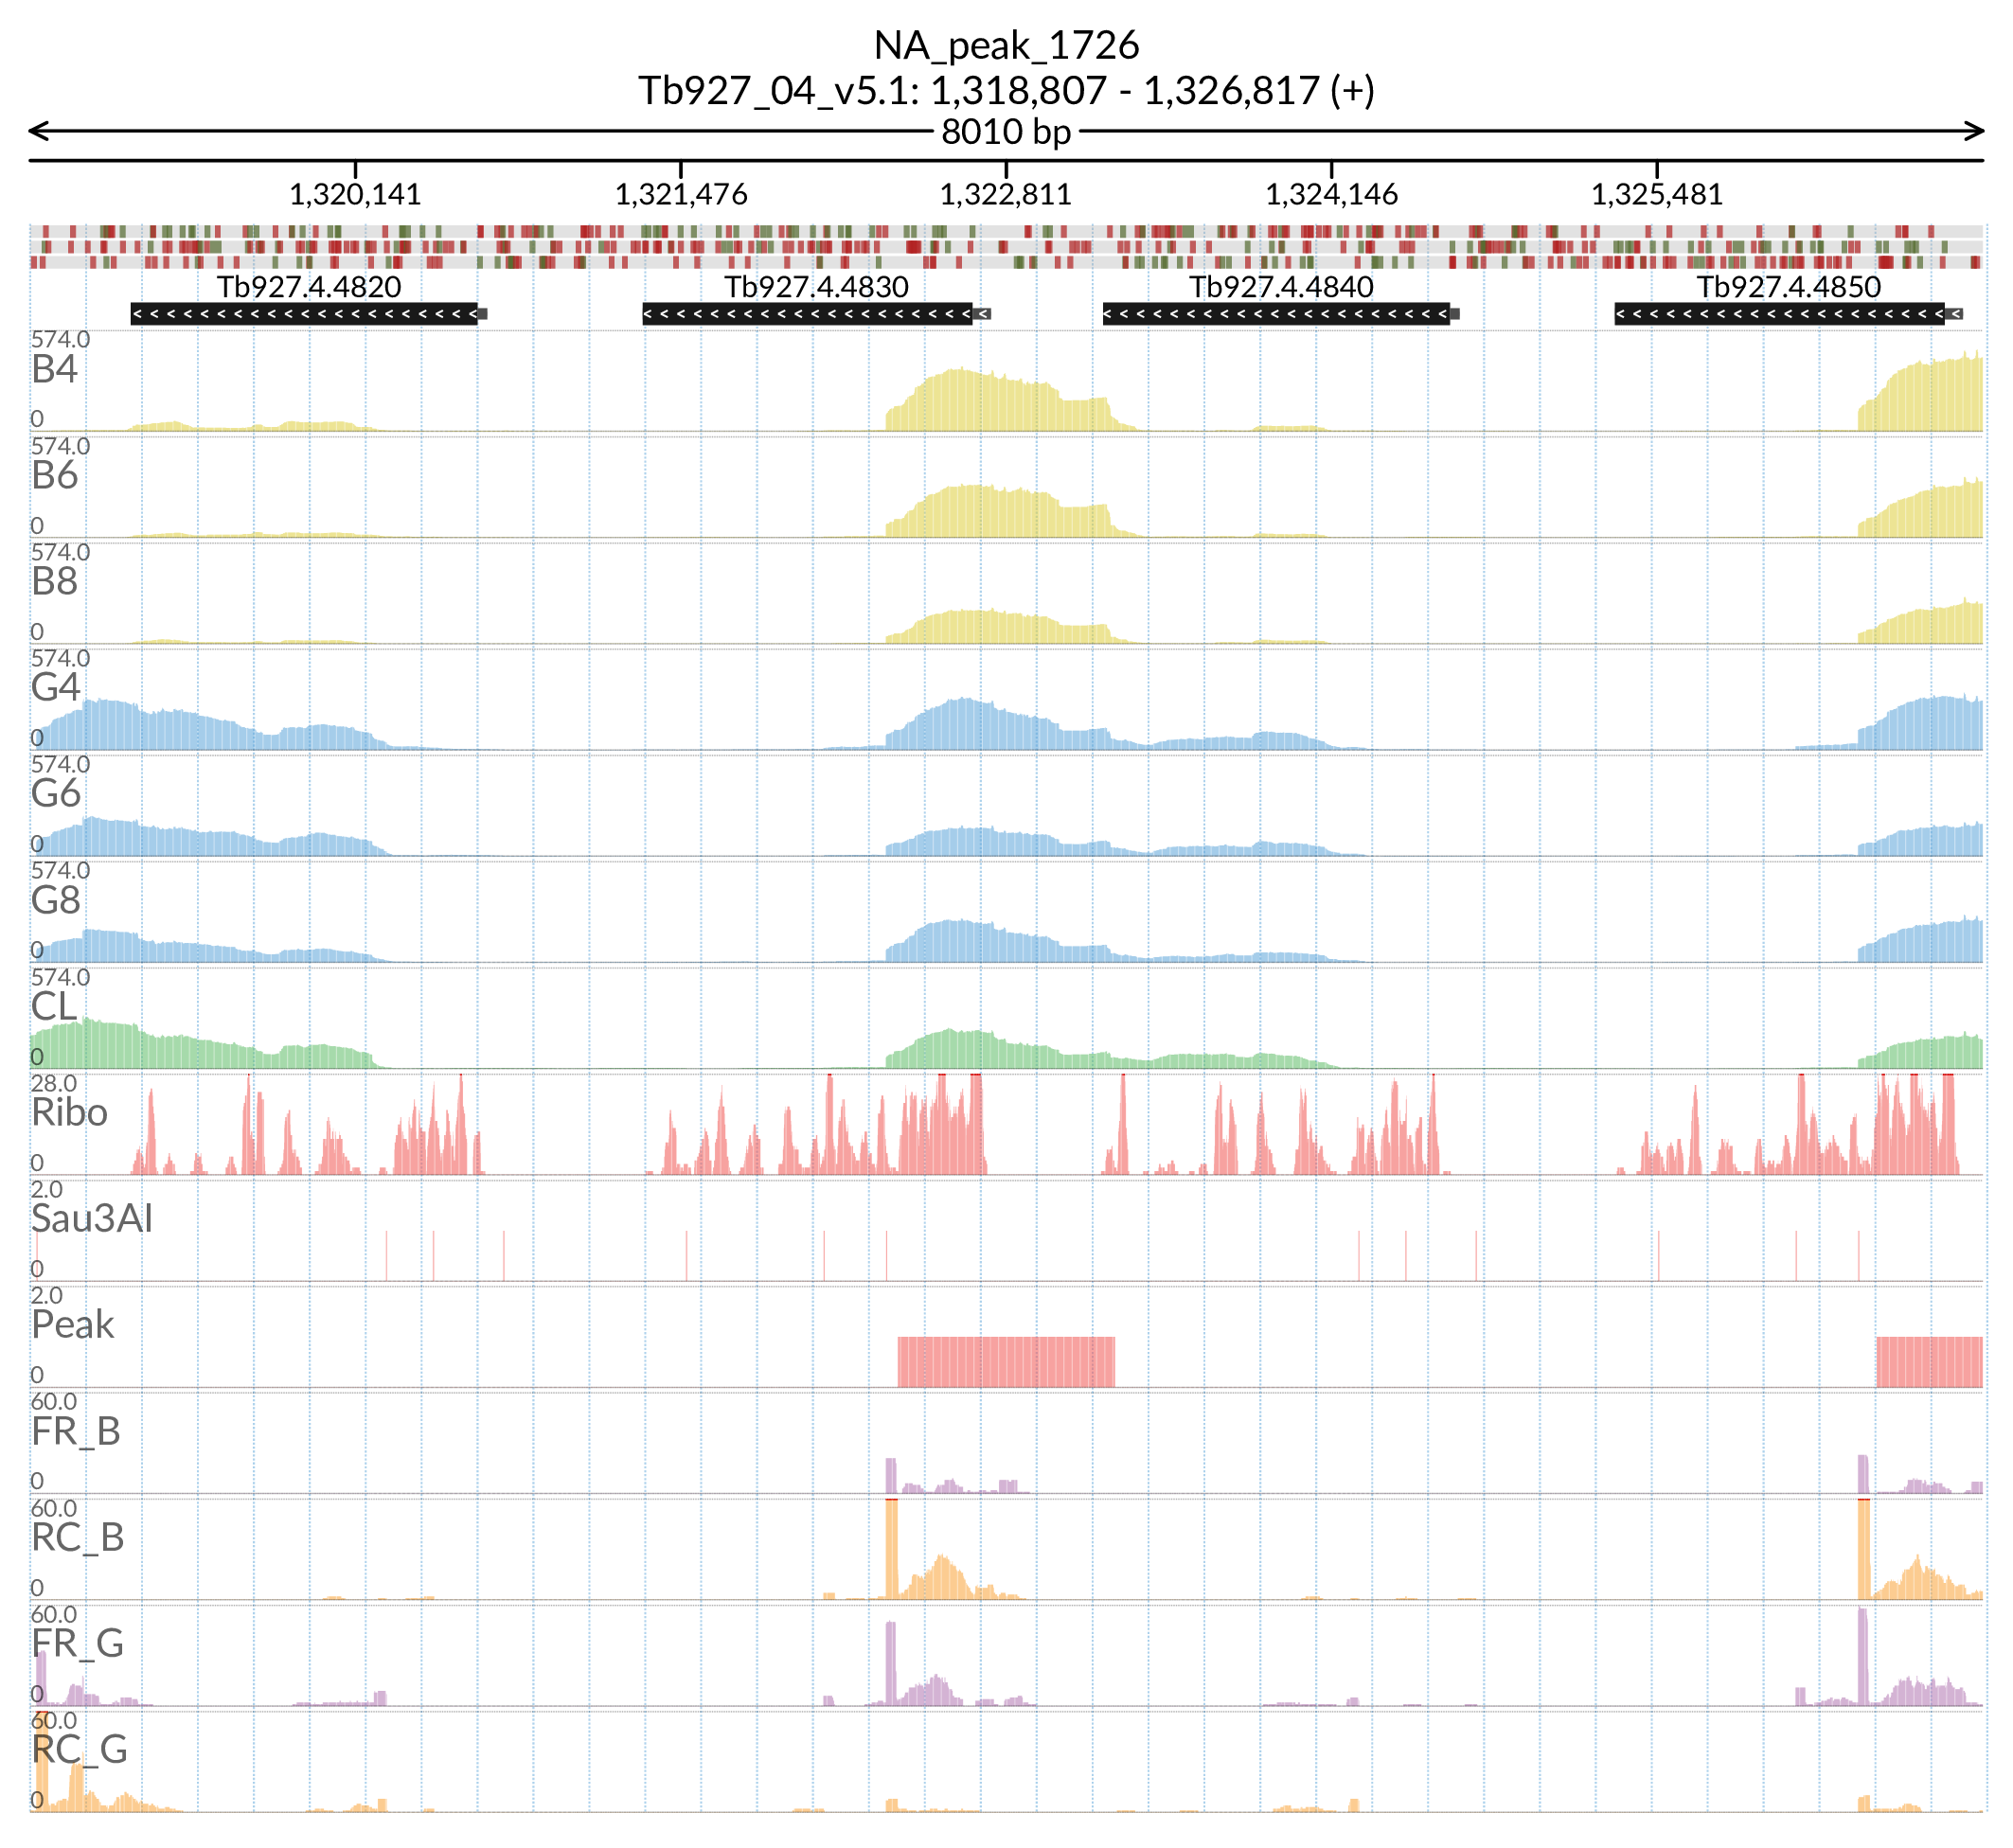 NA_peak_1726
Tb927_04_v5.1: 1,318,807 - 1,326,817 (+)
8010 bp
1,320,141 1,321,476 1,322,811 1,324,146 1,325,481
Tb927.4.4820 Tb927.4.4830 Tb927.4.4840 Tb927.4.4850
574.0
B4
0
574.0
B6
0
574.0
B8
0
574.0
G4
0
574.0
G6
0
574.0
G8
0
574.0
CL
0
28.0
Ribo
0
2.0
Sau3AI
0
2.0
Peak
0
60.0
FR_B
0
60.0
RC_B
0
60.0
FR_G
0
60.0
RC_G
0